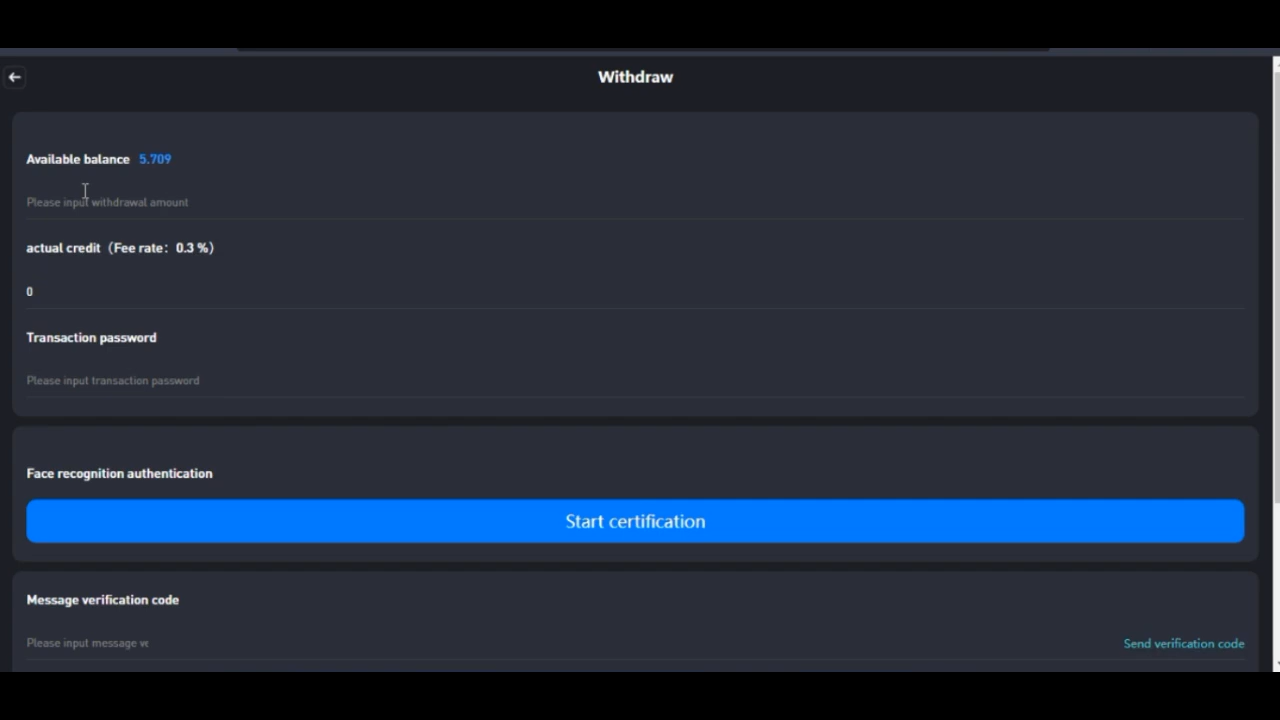 Withdraw
Available balance 5.709
Please input withdrawal amount
actual credit（Fee rate：0.3 %）
0
Transaction password
Please input transaction password
Face recognition authentication
Start certification
Message verification code
Please input message ve
Send verification code